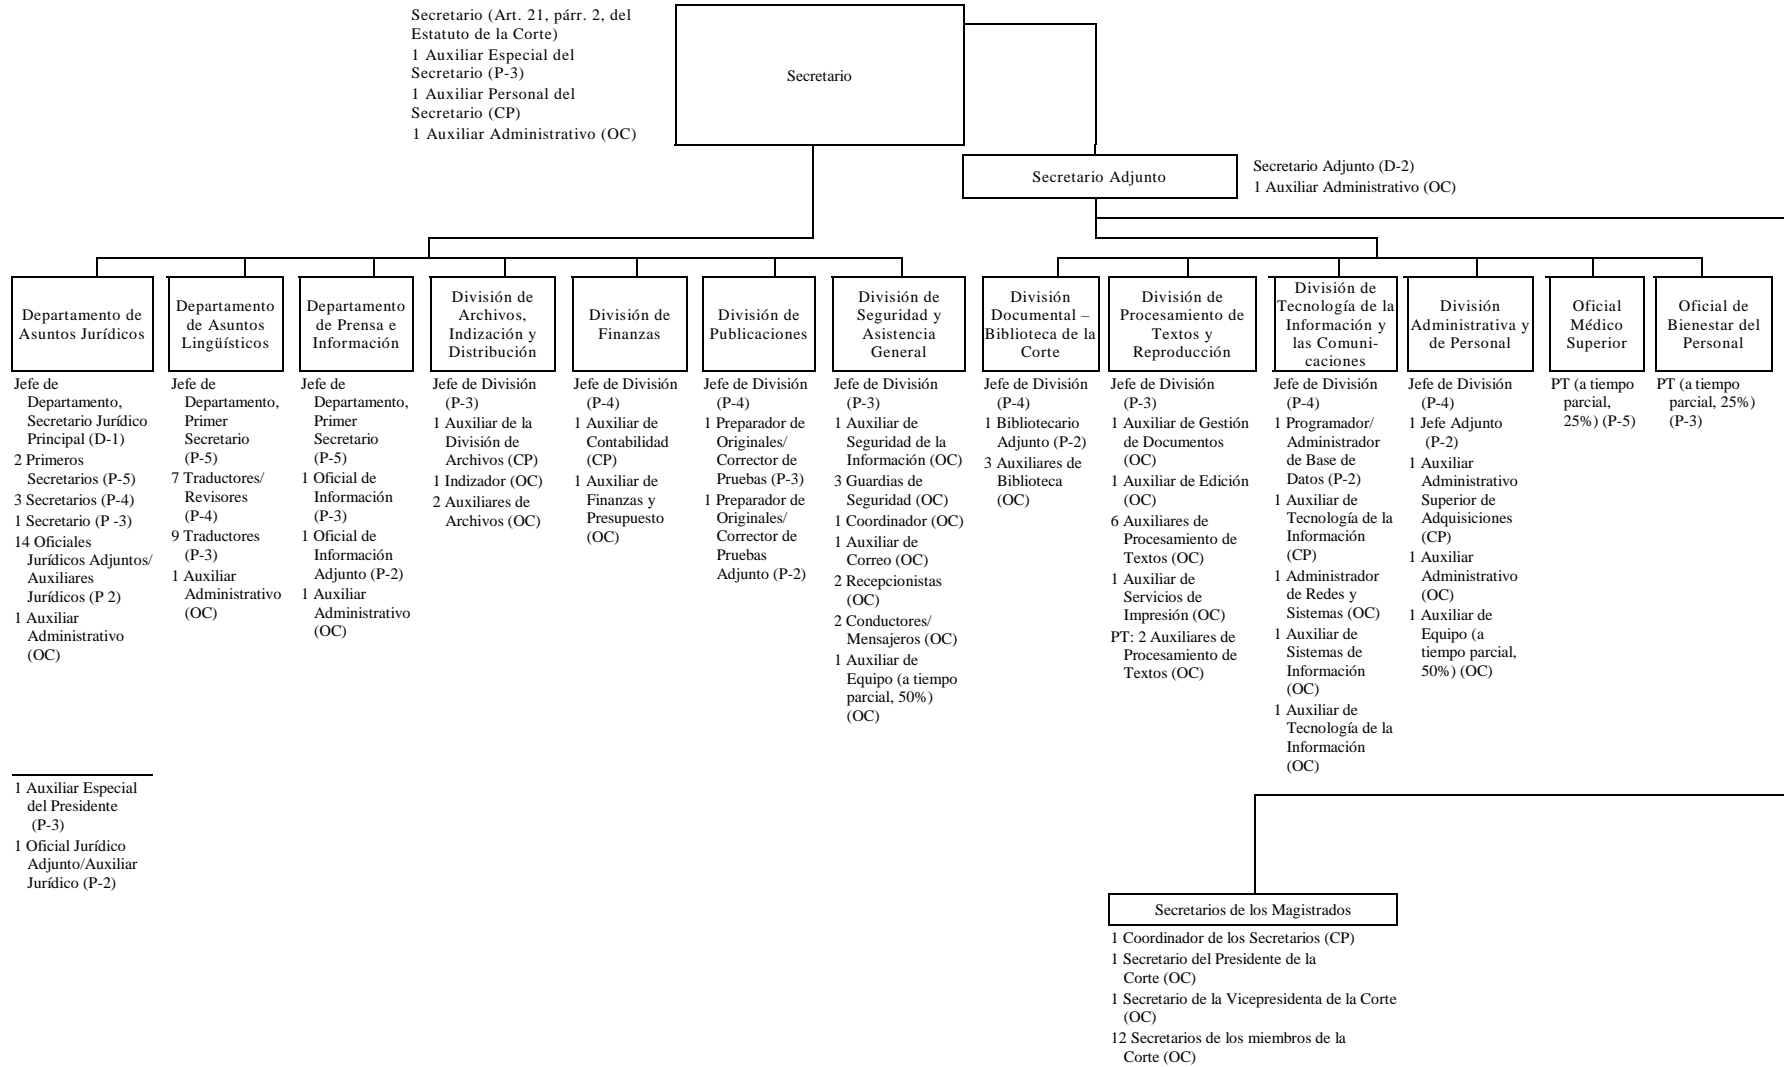 Secretario (Art. 21, párr. 2, del
Estatuto de la Corte)
1 Auxiliar Especial del
Secretario (P-3)
1 Auxiliar Personal del
Secretario (CP)
1 Auxiliar Administrativo (OC)
Secretario
Secretario Adjunto
Secretario Adjunto (D-2)
1 Auxiliar Administrativo (OC)
Departamento de
Asuntos Jurídicos
Jefe de
Departamento,
Secretario Jurídico
Principal (D-1)
2 Primeros
Secretarios (P-5)
3 Secretarios (P-4)
1 Secretario (P -3)
14 Oficiales
Jurídicos Adjuntos/
Auxiliares
Jurídicos (P 2)
1 Auxiliar
Administrativo
(OC)
1 Auxiliar Especial
del Presidente
(P-3)
1 Oficial Jurídico
Adjunto/Auxiliar
Jurídico (P-2)
Departamento
de Asuntos
Lingüísticos
Jefe de
Departamento,
Primer
Secretario
(P-5)
7 Traductores/
Revisores
(P-4)
9 Traductores
(P-3)
1 Auxiliar
Administrativo
(OC)
Departamento
de Prensa e
Información
Jefe de
Departamento,
Primer
Secretario
(P-5)
1 Oficial de
Información
(P-3)
1 Oficial de
Información
Adjunto (P-2)
1 Auxiliar
Administrativo
(OC)
División de
Archivos,
Indización y
Distribución
Jefe de División
(P-3)
1 Auxiliar de la
División de
Archivos (CP)
1 Indizador (OC)
2 Auxiliares de
Archivos (OC)
División de
Finanzas
Jefe de División
(P-4)
1 Auxiliar de
Contabilidad
(CP)
1 Auxiliar de
Finanzas y
Presupuesto
(OC)
División de
Publicaciones
Jefe de División
(P-4)
1 Preparador de
Originales/
Corrector de
Pruebas (P-3)
1 Preparador de
Originales/
Corrector de
Pruebas
Adjunto (P-2)
División de
Seguridad y
Asistencia
General
Jefe de División
(P-3)
1 Auxiliar de
Seguridad de la
Información (OC)
3 Guardias de
Seguridad (OC)
1 Coordinador (OC)
1 Auxiliar de
Correo (OC)
2 Recepcionistas
(OC)
2 Conductores/
Mensajeros (OC)
1 Auxiliar de
Equipo (a tiempo
parcial, 50%)
(OC)
División
Documental –
Biblioteca de la
Corte
Jefe de División
(P-4)
1 Bibliotecario
Adjunto (P-2)
3 Auxiliares de
Biblioteca
(OC)
División de
Procesamiento de
Textos y
Reproducción
Jefe de División
(P-3)
1 Auxiliar de Gestión
de Documentos
(OC)
1 Auxiliar de Edición
(OC)
6 Auxiliares de
Procesamiento de
Textos (OC)
1 Auxiliar de
Servicios de
Impresión (OC)
PT: 2 Auxiliares de
Procesamiento de
Textos (OC)
División de
Tecnología de la
Información y
las Comuni-
caciones
Jefe de División
(P-4)
1 Programador/
Administrador
de Base de
Datos (P-2)
1 Auxiliar de
Tecnología de la
Información
(CP)
1 Administrador
de Redes y
Sistemas (OC)
1 Auxiliar de
Sistemas de
Información
(OC)
1 Auxiliar de
Tecnología de la
Información
(OC)
División
Administrativa y
de Personal
Jefe de División
(P-4)
1 Jefe Adjunto
(P-2)
1 Auxiliar
Administrativo
Superior de
Adquisiciones
(CP)
1 Auxiliar
Administrativo
(OC)
1 Auxiliar de
Equipo (a
tiempo parcial,
50%) (OC)
Oficial
Médico
Superior
PT (a tiempo
parcial,
25%) (P-5)
Oficial de
Bienestar del
Personal
PT (a tiempo
parcial, 25%)
(P-3)
Secretarios de los Magistrados
1 Coordinador de los Secretarios (CP)
1 Secretario del Presidente de la
Corte (OC)
1 Secretario de la Vicepresidenta de la Corte
(OC)
12 Secretarios de los miembros de la
Corte (OC)